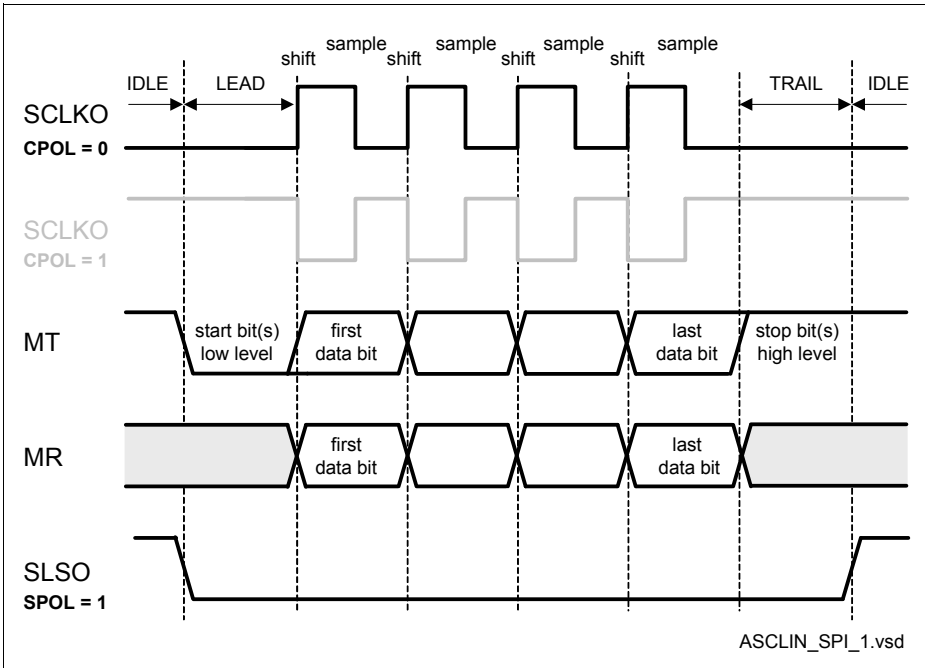 sample sample sample sample
shift shift shift shift
IDLE LEAD TRAIL IDLE
SCLKO
CPOL = 0
SCLKO
CPOL = 1
MT
start bit(s)
low level
first
data bit
last
data bit
stop bit(s)
high level
MR
first
data bit
last
data bit
SLSO
SPOL = 1
ASCLIN_SPI_1.vsd